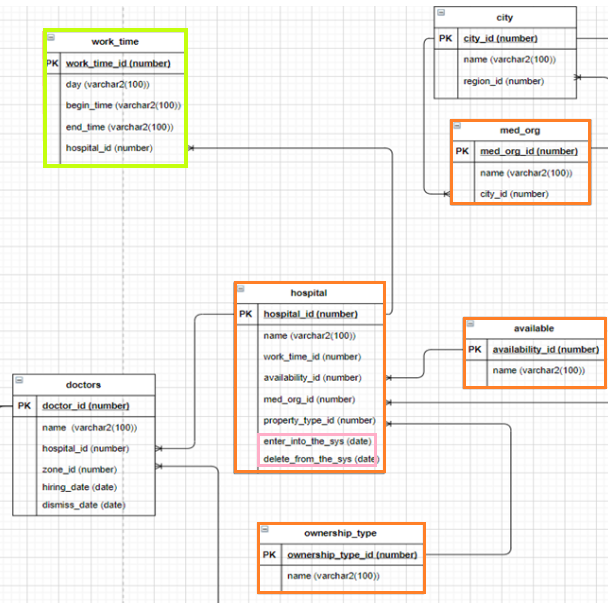 work_time
PK work_time_id (number)
day (varchar2(100))
begin_time (varchar2(100))
end_time (varchar2(100))
hospital_id (number)
city
PK city_id (number)
name (varchar2(100))
region_id (number)
med_org
PK med_org_id (number)
name (varchar2(100))
city_id (number)
hospital
PK hospital_id (number)
name (varchar2(100))
work_time_id (number)
availability_id (number)
med_org_id (number)
property_type_id (number)
enter_into_the_sys (date)
delete_from_the_sys (date)
available
PK availability_id (number)
name (varchar2(100))
doctors
PK doctor_id (number)
name (varchar2(100))
hospital_id (number)
zone_id (number)
hiring_date (date)
dismiss_date (date)
ownership_type
PK ownership_type_id (number)
name (varchar2(100))